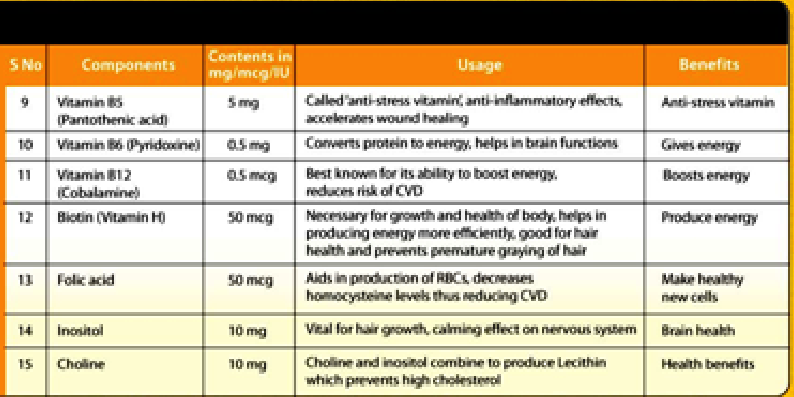 S No Components Contents in mg/mcg/IU Usage Benefits
9 Vitamin B5 (Pantothenic acid) 5 mg Called 'anti-stress vitamin', anti-inflammatory effects, accelerates wound healing Anti-stress vitamin
10 Vitamin B6 (Pyridoxine) 0.5 mg Converts protein to energy, helps in brain functions Gives energy
11 Vitamin B12 (Cobalamine) 0.5 mcg Best known for its ability to boost energy, reduces risk of CVD Boosts energy
12 Biotin (Vitamin H) 50 mcg Necessary for growth and health of body, helps in producing energy more efficiently, good for hair health and prevents premature graying of hair Produce energy
13 Folic acid 50 mcg Aids in production of RBCs, decreases homocysteine levels thus reducing CVD Make healthy new cells
14 Inositol 10 mg Vital for hair growth, calming effect on nervous system Brain health
15 Choline 10 mg Choline and inositol combine to produce Lecithin which prevents high cholesterol Health benefits